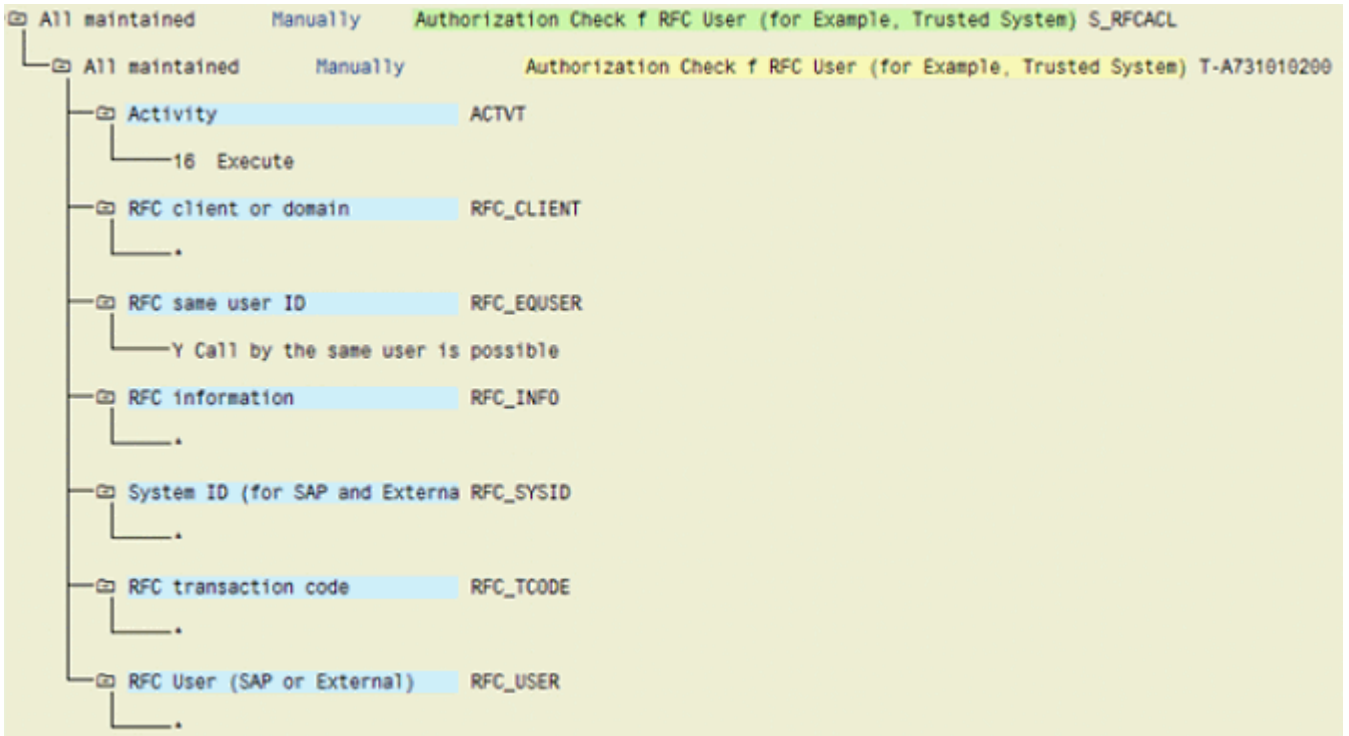 All maintained Manually Authorization Check f RFC User (for Example, Trusted System) S_RFCACL
All maintained Manually Authorization Check f RFC User (for Example, Trusted System) T-A731010200
Activity ACTVT
16 Execute
RFC client or domain RFC_CLIENT
*
RFC same user ID RFC_EQUSER
Y Call by the same user is possible
RFC information RFC_INFO
*
System ID (for SAP and Externa RFC_SYSID
*
RFC transaction code RFC_TCODE
*
RFC User (SAP or External) RFC_USER
*